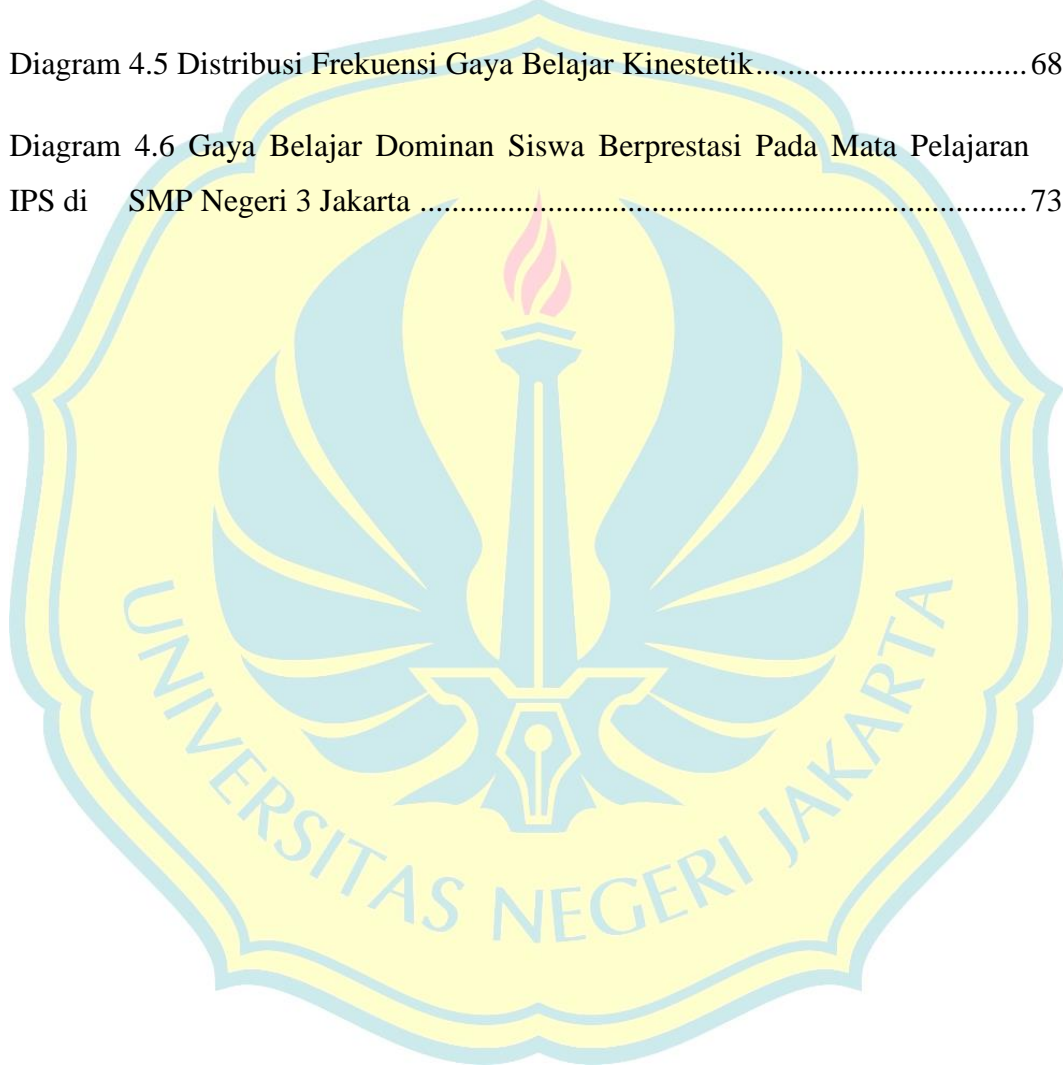 Diagram 4.5 Distribusi Frekuensi Gaya Belajar Kinestetik.................................. 68
Diagram 4.6 Gaya Belajar Dominan Siswa Berprestasi Pada Mata Pelajaran
IPS di SMP Negeri 3 Jakarta ............................................................................ 73
UNIVERSITAS NEGERI JAKARTA